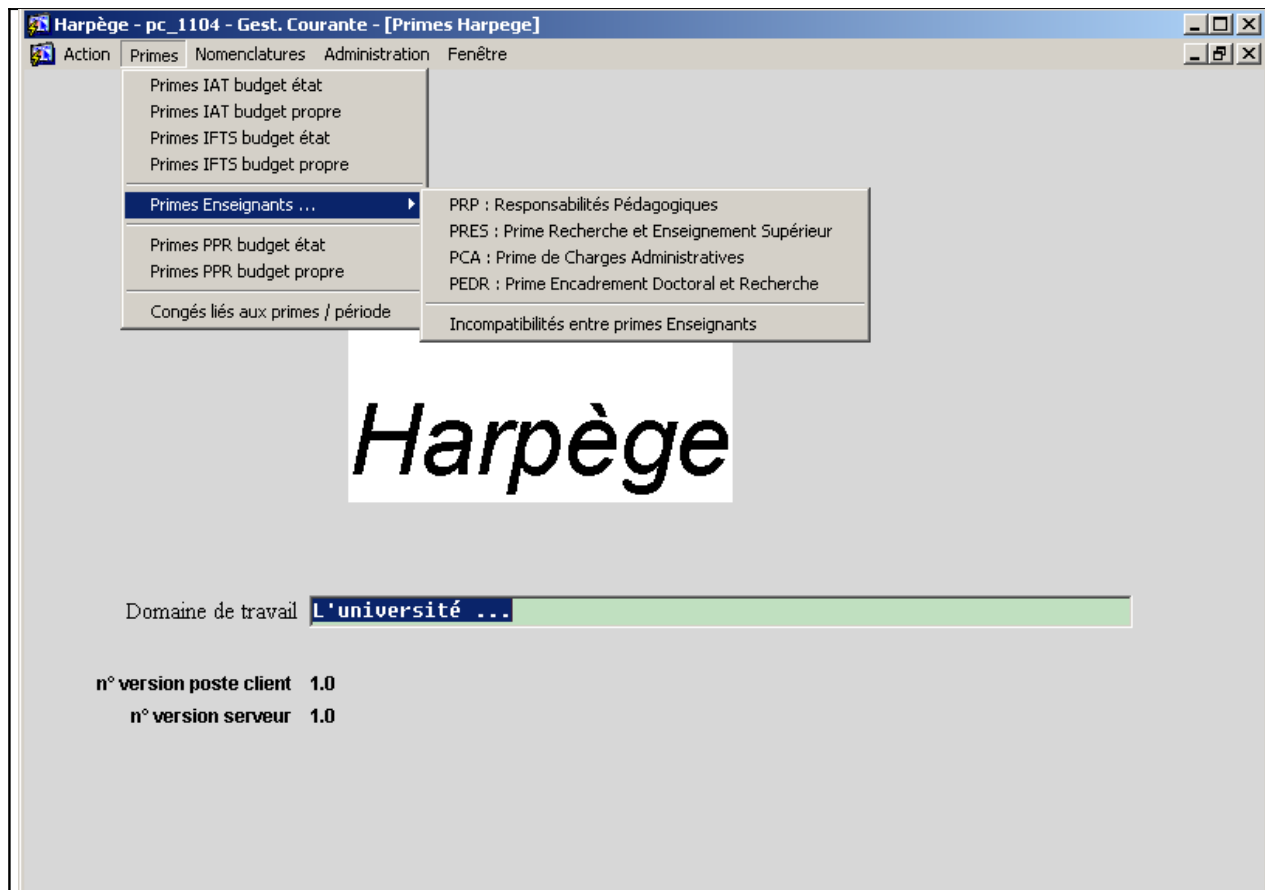 Harpège - pc_1104 - Gest. Courante - [Primes Harpege]
Action Primes Nomenclatures Administration Fenêtre
Primes IAT budget état
Primes IAT budget propre
Primes IFTS budget état
Primes IFTS budget propre
Primes Enseignants ...
Primes PPR budget état
Primes PPR budget propre
Congés liés aux primes / période
PRP : Responsabilités Pédagogiques
PRES : Prime Recherche et Enseignement Supérieur
PCA : Prime de Charges Administratives
PEDR : Prime Encadrement Doctoral et Recherche
Incompatibilités entre primes Enseignants
Harpège
Domaine de travail L'université ...
n° version poste client 1.0
n° version serveur 1.0